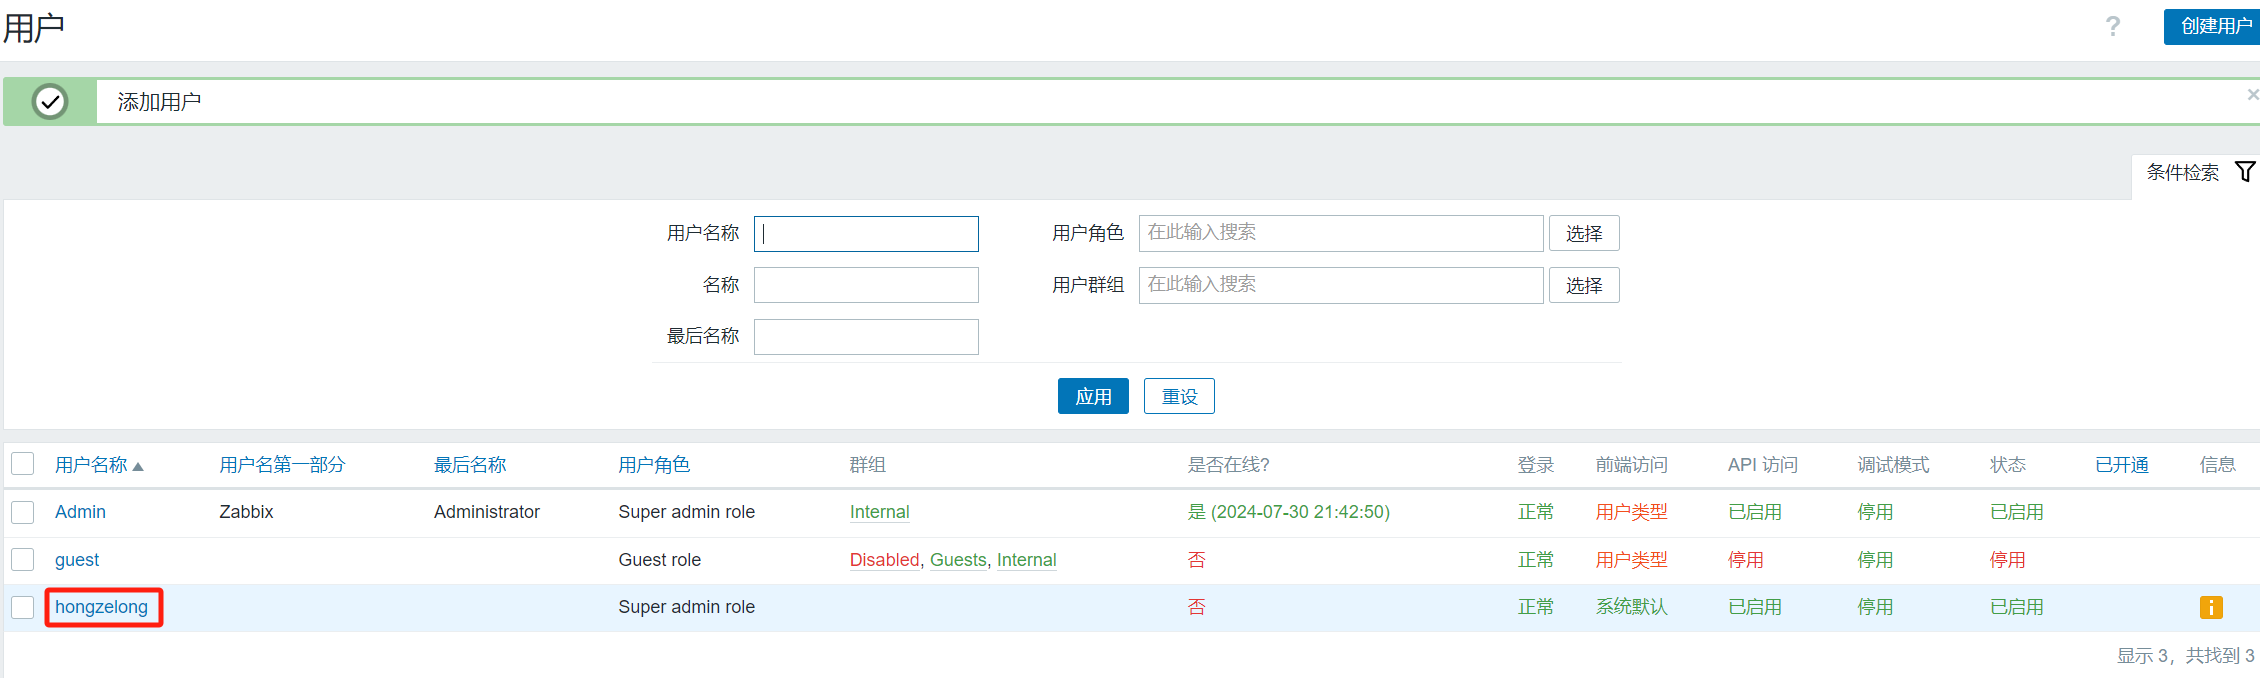 用户
? 创建用户
添加用户
条件检索
用户名称 用户角色 在此输入搜索 选择
名称 用户群组 在此输入搜索 选择
最后名称
应用 重设
用户名称 用户名第一部分 最后名称 用户角色 群组 是否在线? 登录 前端访问 API 访问 调试模式 状态 已开通 信息
Admin Zabbix Administrator Super admin role Internal 是 (2024-07-30 21:42:50) 正常 用户类型 已启用 停用 已启用
guest Guest role Disabled, Guests, Internal 否 正常 用户类型 停用 停用 停用
hongzelong Super admin role 否 正常 系统默认 已启用 停用 已启用
显示 3，共找到 3